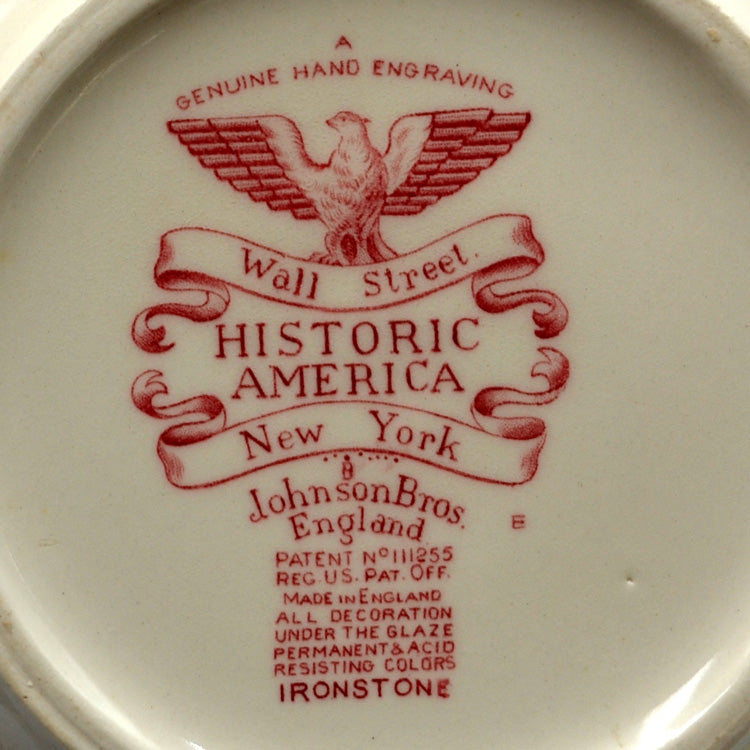 A
GENUINE HAND ENGRAVING
Wall Street.
HISTORIC
AMERICA
New York
Johnson Bros.
England
E
PATENT Nº 111255
REG. U.S. PAT. OFF.
MADE IN ENGLAND
ALL DECORATION
UNDER THE GLAZE
PERMANENT & ACID
RESISTING COLORS
IRONSTONE